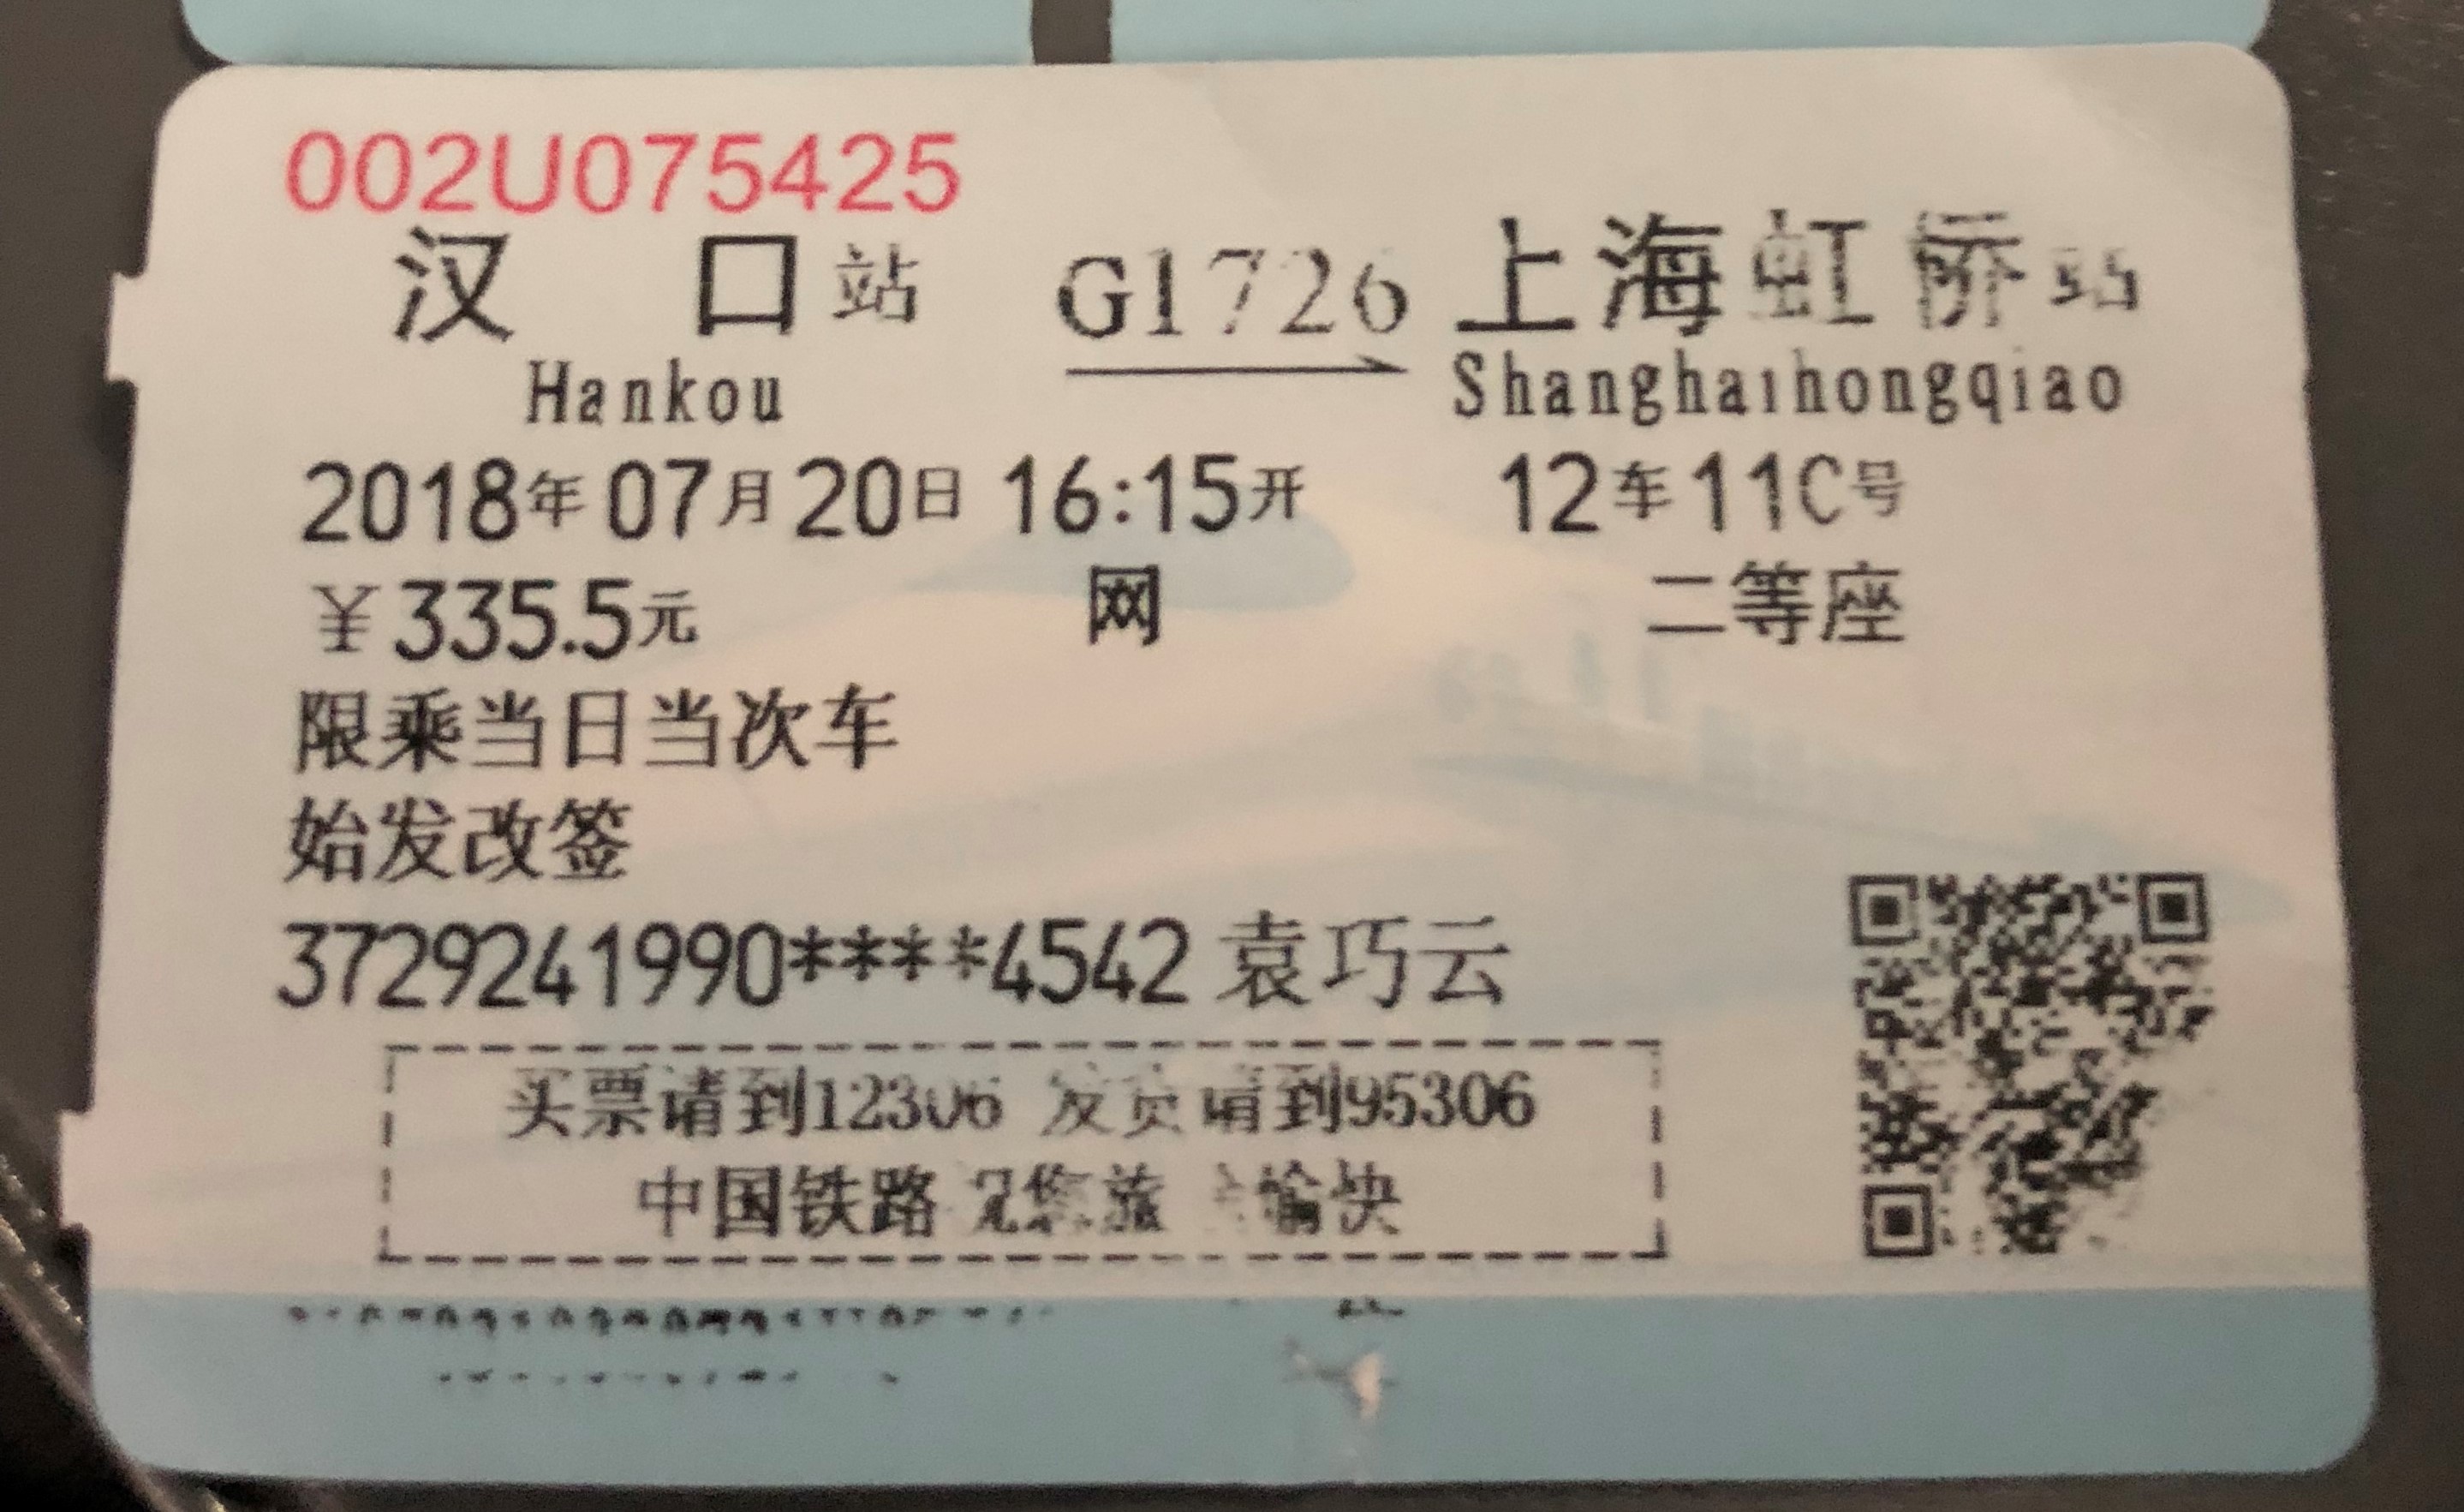 002U075425
汉口站 G1726 上海虹桥站
Hankou Shanghaihongqiao
2018年07月20日 16:15开 12车11C号
￥335.5元 网 二等座
限乘当日当次车
始发改签
3729241990****4542 袁巧云
买票请到12306 发货请到95306
中国铁路祝您旅 愉快